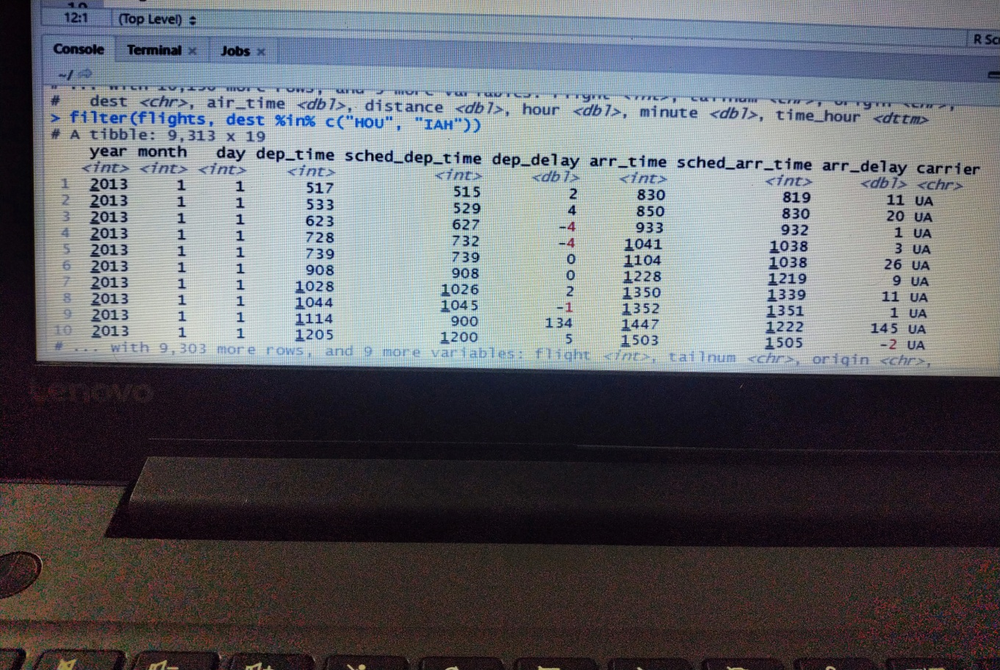 12:1 (Top Level)
R Sc
Console Terminal × Jobs ×
~/
# dest <chr>, air_time <dbl>, distance <dbl>, hour <dbl>, minute <dbl>, time_hour <dttm>
> filter(flights, dest %in% c("HOU", "IAH"))
# A tibble: 9,313 x 19
year month day dep_time sched_dep_time dep_delay arr_time sched_arr_time arr_delay carrier
<int> <int> <int> <int> <int> <dbl> <int> <int> <dbl> <chr>
1 2013 1 1 517 515 2 830 819 11 UA
2 2013 1 1 533 529 4 850 830 20 UA
3 2013 1 1 623 627 -4 933 932 1 UA
4 2013 1 1 728 732 -4 1041 1038 3 UA
5 2013 1 1 739 739 0 1104 1038 26 UA
6 2013 1 1 908 908 0 1228 1219 9 UA
7 2013 1 1 1028 1026 2 1350 1339 11 UA
8 2013 1 1 1044 1045 -1 1352 1351 1 UA
9 2013 1 1 1114 900 134 1447 1222 145 UA
10 2013 1 1 1205 1200 5 1503 1505 -2 UA
# ... with 9,303 more rows, and 9 more variables: flight <int>, tailnum <chr>, origin <chr>,
Lenovo